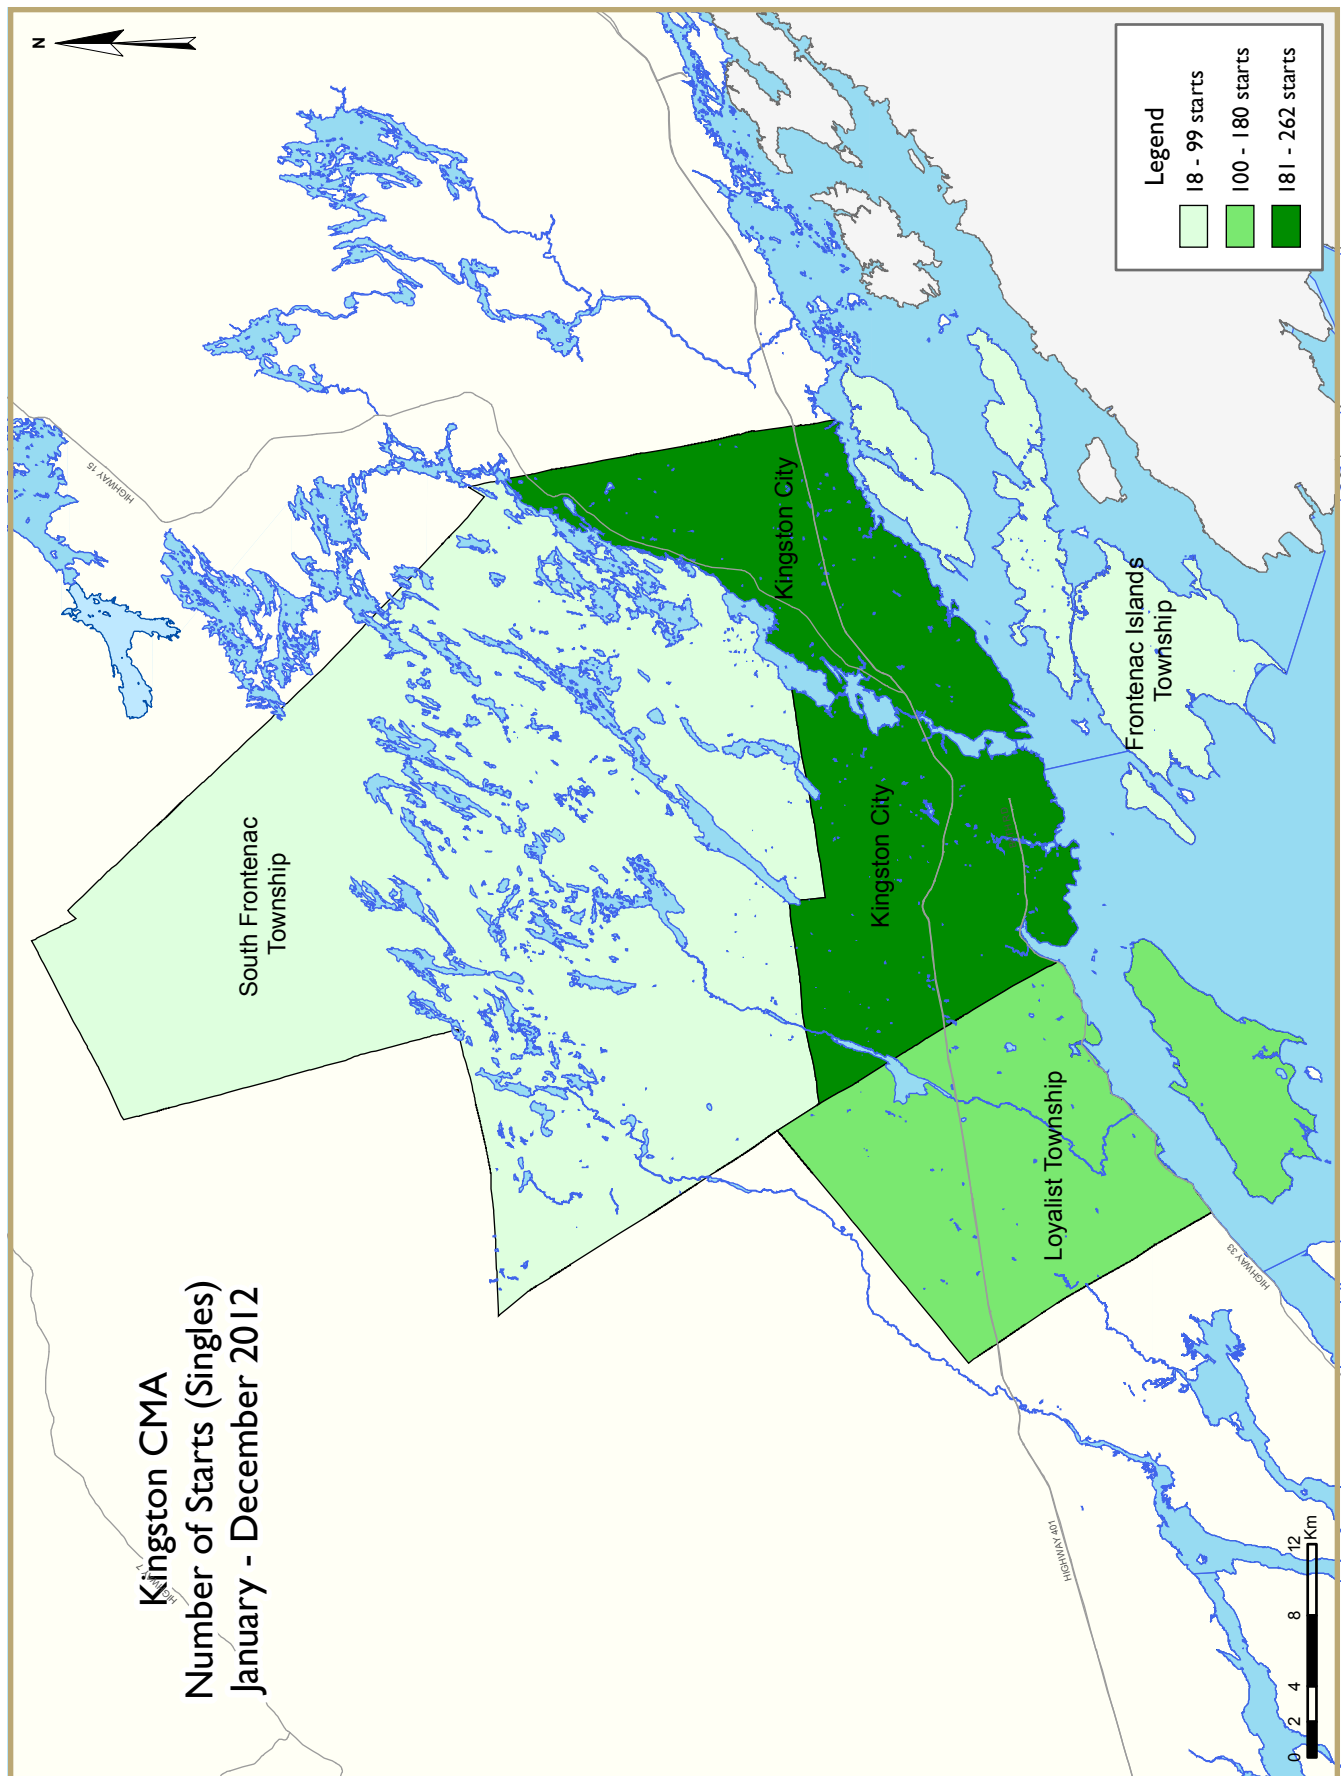 Kingston CMA
Number of Starts (Singles)
January - December 2012
N
HIGHWAY 7
HIGHWAY 15
South Frontenac
Township
Kingston City
Kingston City
Loyalist Township
Frontenac Islands
Township
HIGHWAY 401
HIGHWAY 33
Legend
18 - 99 starts
100 - 180 starts
181 - 262 starts
0 2 4 8 12
Km